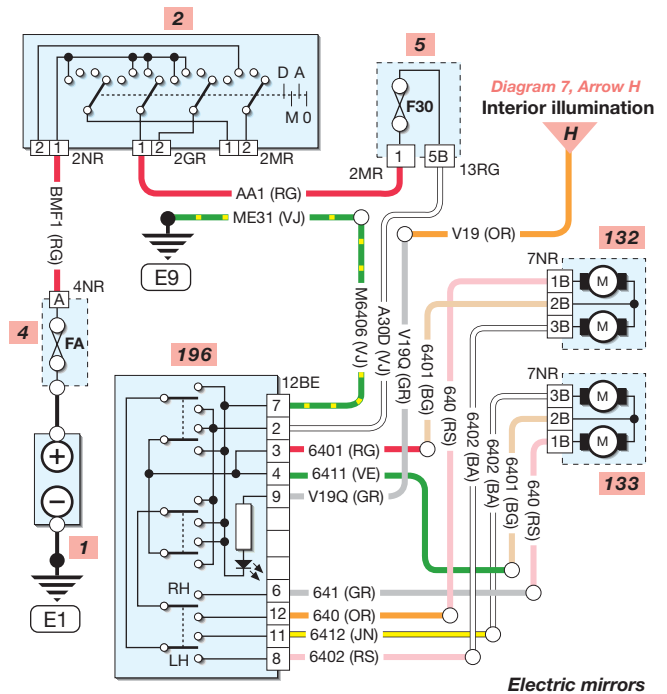 2
5
D A
M 0
F30
Diagram 7, Arrow H
Interior illumination
H
2 1 2NR
1 2 2GR
1 2 2MR
1
2MR
5B
13RG
AA1 (RG)
ME31 (VJ)
V19 (OR)
E9
BMF1 (RG)
4NR
A
4
FA
1
E1
M6406 (VJ)
A30D (VJ)
V19Q (GR)
6401 (BG)
640 (RS)
6402 (BA)
6402 (BA)
6401 (BG)
640 (RS)
132
7NR
1B
M
2B
3B
M
7NR
3B
M
2B
1B
M
133
196
12BE
7
2
3
6401 (RG)
4
6411 (VE)
9
V19Q (GR)
RH
6
641 (GR)
12
640 (OR)
11
6412 (JN)
LH
8
6402 (RS)
Electric mirrors